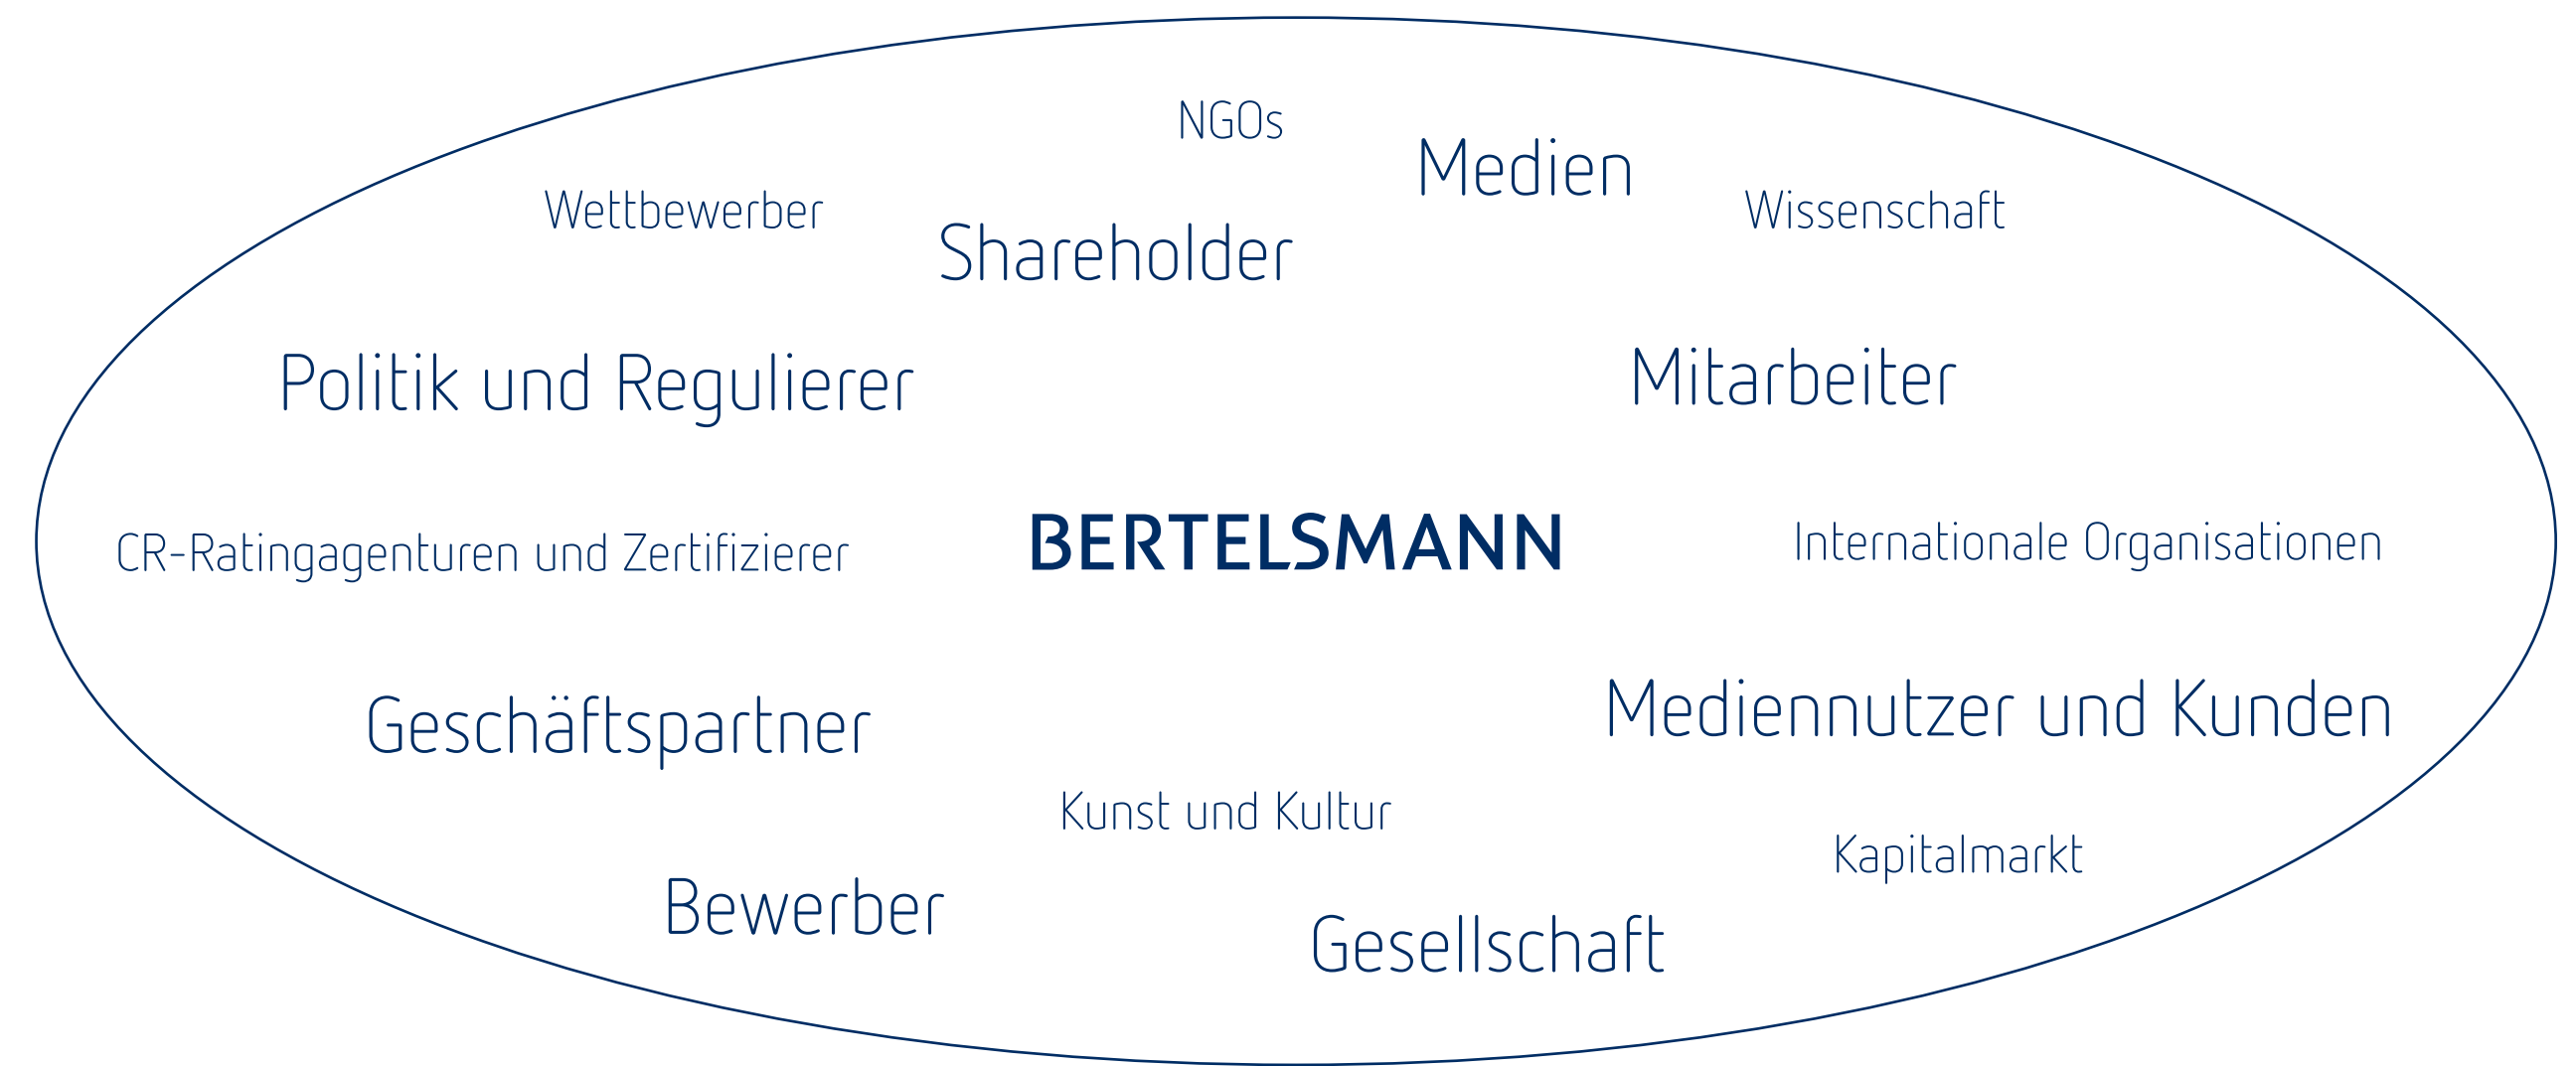 NGOs
Medien
Wettbewerber
Wissenschaft
Shareholder
Politik und Regulierer
Mitarbeiter
CR-Ratingagenturen und Zertifizierer
BERTELSMANN
Internationale Organisationen
Geschäftspartner
Mediennutzer und Kunden
Kunst und Kultur
Kapitalmarkt
Bewerber
Gesellschaft